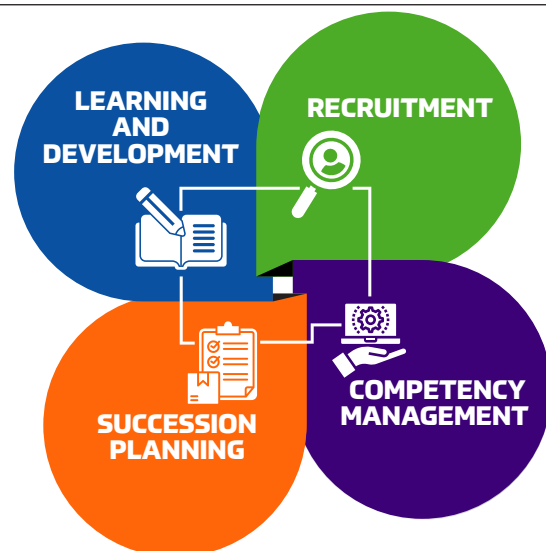 LEARNING
AND
DEVELOPMENT
RECRUITMENT
COMPETENCY
MANAGEMENT
SUCCESSION
PLANNING